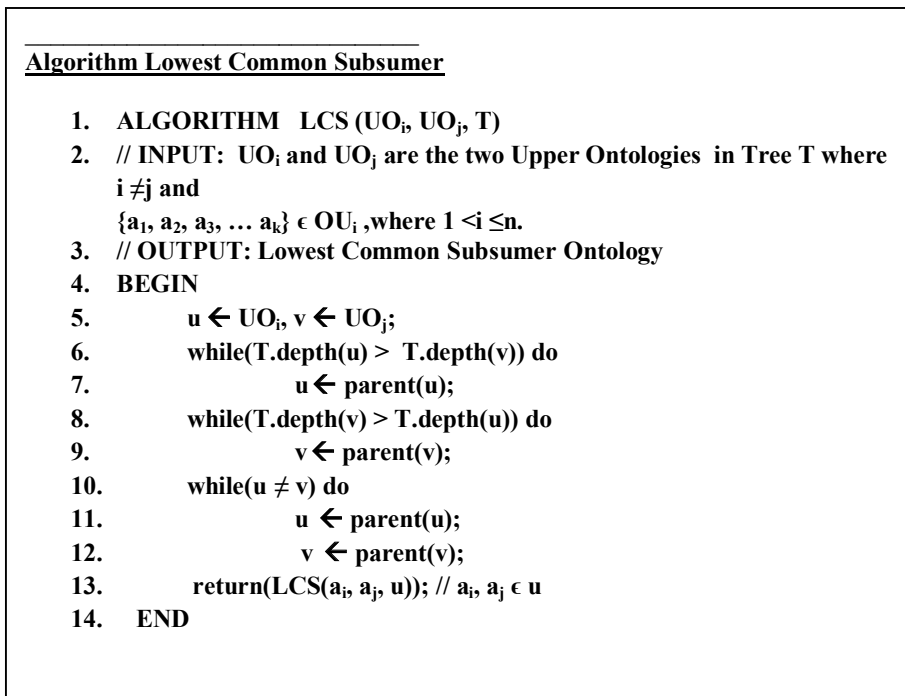 Algorithm Lowest Common Subsumer
1. ALGORITHM LCS (UOi, UOj, T)
2. // INPUT: UOi and UOj are the two Upper Ontologies in Tree T where
i ≠j and
{a1, a2, a3, … ak} ϵ OUi ,where 1 <i ≤n.
3. // OUTPUT: Lowest Common Subsumer Ontology
4. BEGIN
5. u ← UOi, v ← UOj;
6. while(T.depth(u) > T.depth(v)) do
7. u ← parent(u);
8. while(T.depth(v) > T.depth(u)) do
9. v ← parent(v);
10. while(u ≠ v) do
11. u ← parent(u);
12. v ← parent(v);
13. return(LCS(ai, aj, u)); // ai, aj ϵ u
14. END